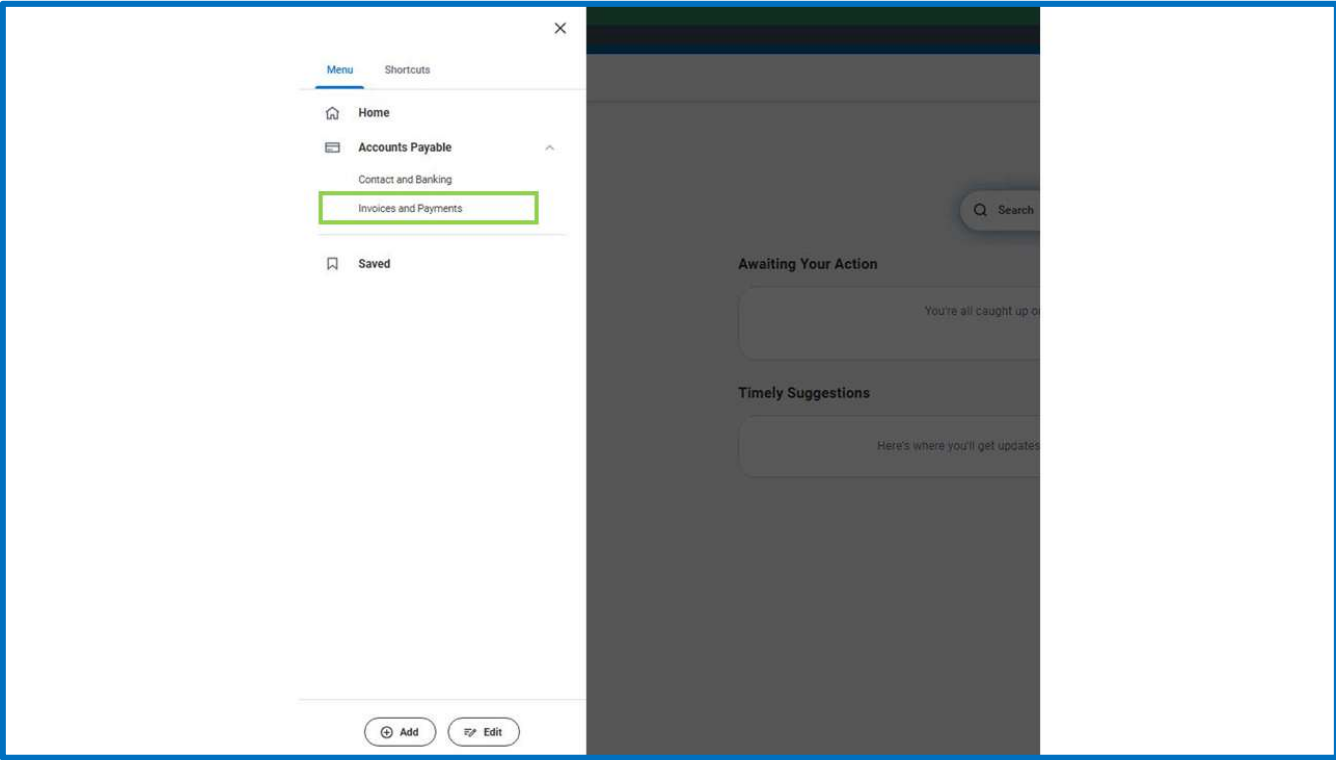 Menu Shortcuts
Home
Accounts Payable
Contact and Banking
Invoices and Payments
Saved
Add Edit
Search
Awaiting Your Action
You're all caught up o
Timely Suggestions
Here's where you'll get updates